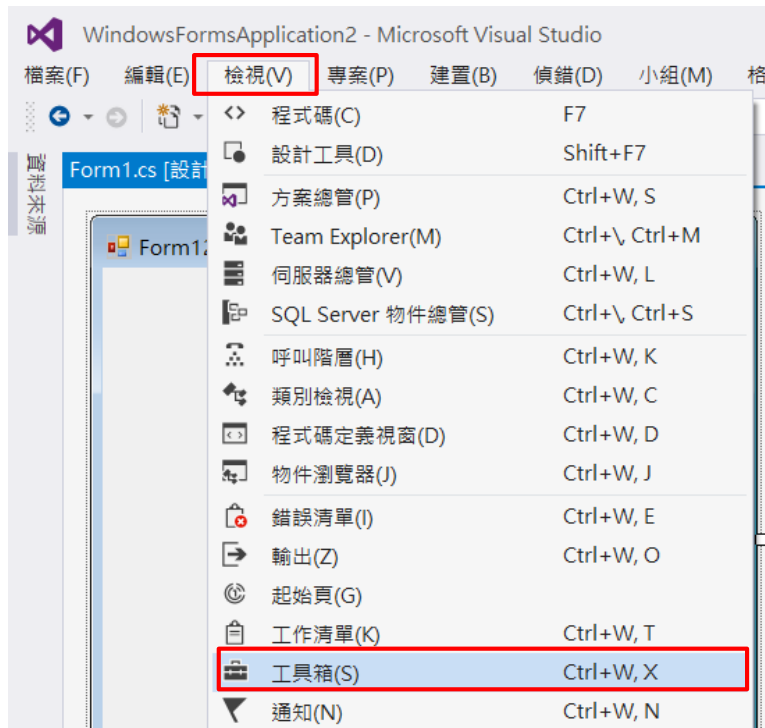 WindowsFormsApplication2 - Microsoft Visual Studio
檔案(F) 編輯(E) 檢視(V) 專案(P) 建置(B) 偵錯(D) 小組(M) 格
資料來源
Form1.cs [設計
Form12
程式碼(C) F7
設計工具(D) Shift+F7
方案總管(P) Ctrl+W, S
Team Explorer(M) Ctrl+\, Ctrl+M
伺服器總管(V) Ctrl+W, L
SQL Server 物件總管(S) Ctrl+\, Ctrl+S
呼叫階層(H) Ctrl+W, K
類別檢視(A) Ctrl+W, C
程式碼定義視窗(D) Ctrl+W, D
物件瀏覽器(J) Ctrl+W, J
錯誤清單(I) Ctrl+W, E
輸出(Z) Ctrl+W, O
起始頁(G)
工作清單(K) Ctrl+W, T
工具箱(S) Ctrl+W, X
通知(N) Ctrl+W, N